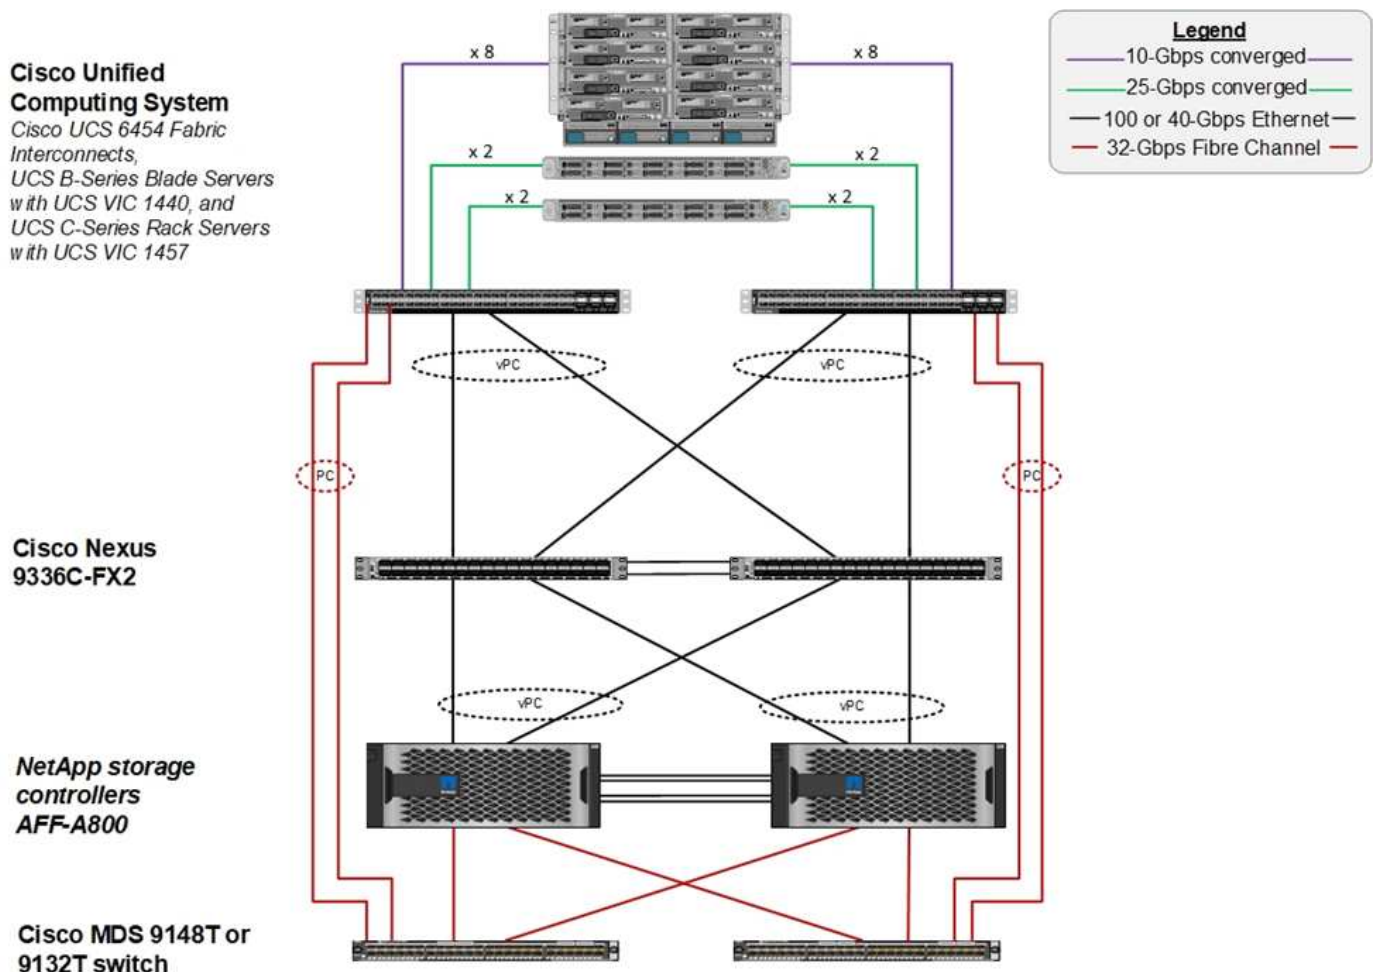 Cisco Unified
Computing System
Cisco UCS 6454 Fabric
Interconnects,
UCS B-Series Blade Servers
with UCS VIC 1440, and
UCS C-Series Rack Servers
with UCS VIC 1457
x 8
x 8
x 2
x 2
x 2
x 2
Legend
10-Gbps converged
25-Gbps converged
100 or 40-Gbps Ethernet
32-Gbps Fibre Channel
vPC
vPC
PC
PC
Cisco Nexus
9336C-FX2
vPC
vPC
NetApp storage
controllers
AFF-A800
Cisco MDS 9148T or
9132T switch